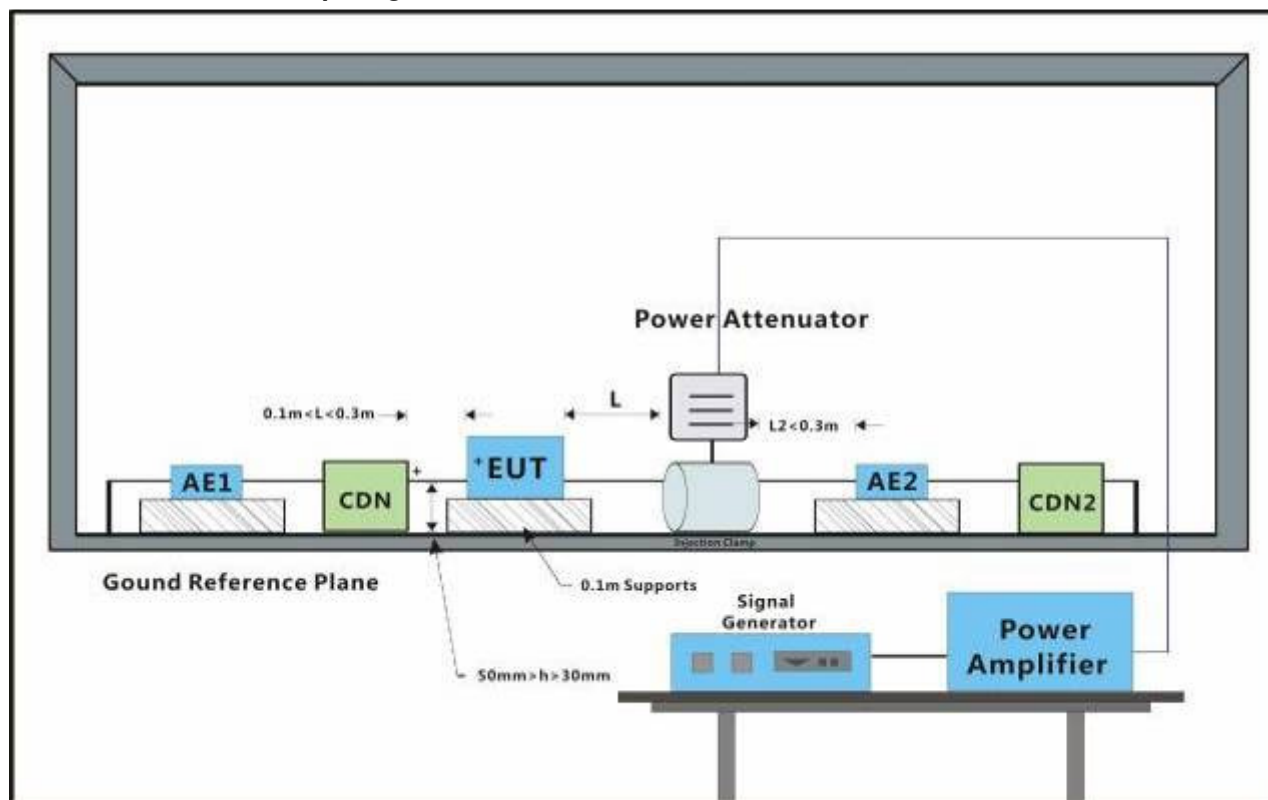 Power Attenuator
0.1m<L<0.3m
L
L2<0.3m
AE1
CDN
+
+EUT
AE2
CDN2
Injection Clamp
Gound Reference Plane
0.1m Supports
50mm>h>30mm
Signal
Generator
Power
Amplifier